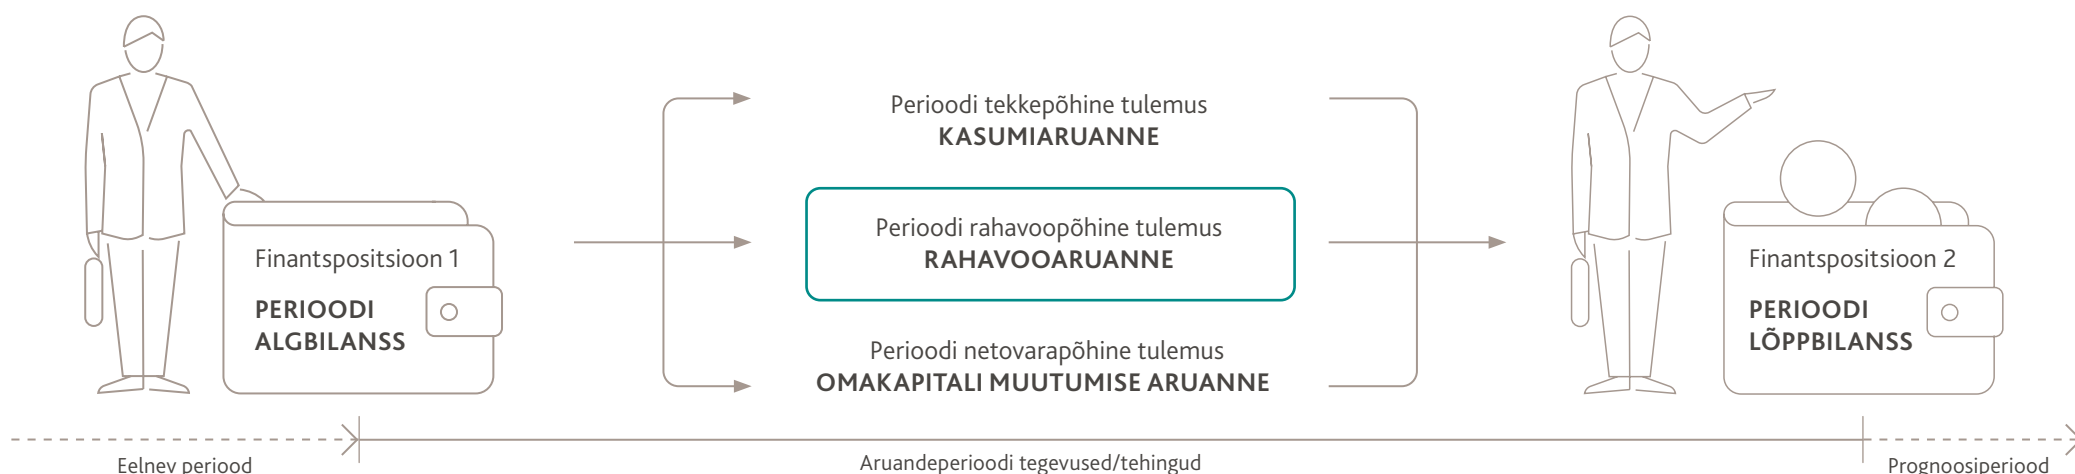 Finantspositsioon 1
PERIOODI
ALGBILANSS
Perioodi tekkepõhine tulemus
KASUMIARUANNE
Perioodi rahavoopõhine tulemus
RAHAVOOARUANNE
Perioodi netovarapõhine tulemus
OMAKAPITALI MUUTUMISE ARUANNE
Finantspositsioon 2
PERIOODI
LÕPPBILANSS
Eelnev periood
Aruandeperioodi tegevused/tehingud
Prognoosiperiood